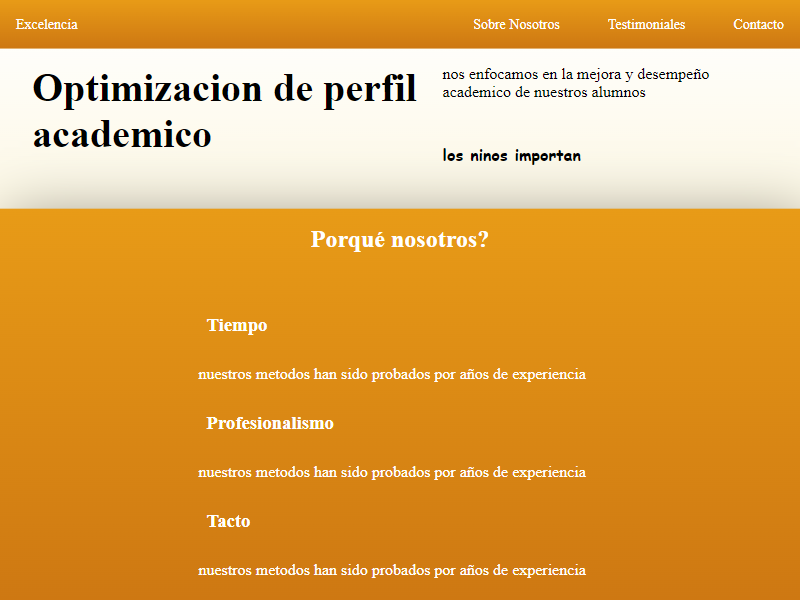 Excelencia
Sobre Nosotros
Testimoniales
Contacto
Optimizacion de perfil
academico
nos enfocamos en la mejora y desempeño
academico de nuestros alumnos
los ninos importan
Porqué nosotros?
Tiempo
nuestros metodos han sido probados por años de experiencia
Profesionalismo
nuestros metodos han sido probados por años de experiencia
Tacto
nuestros metodos han sido probados por años de experiencia